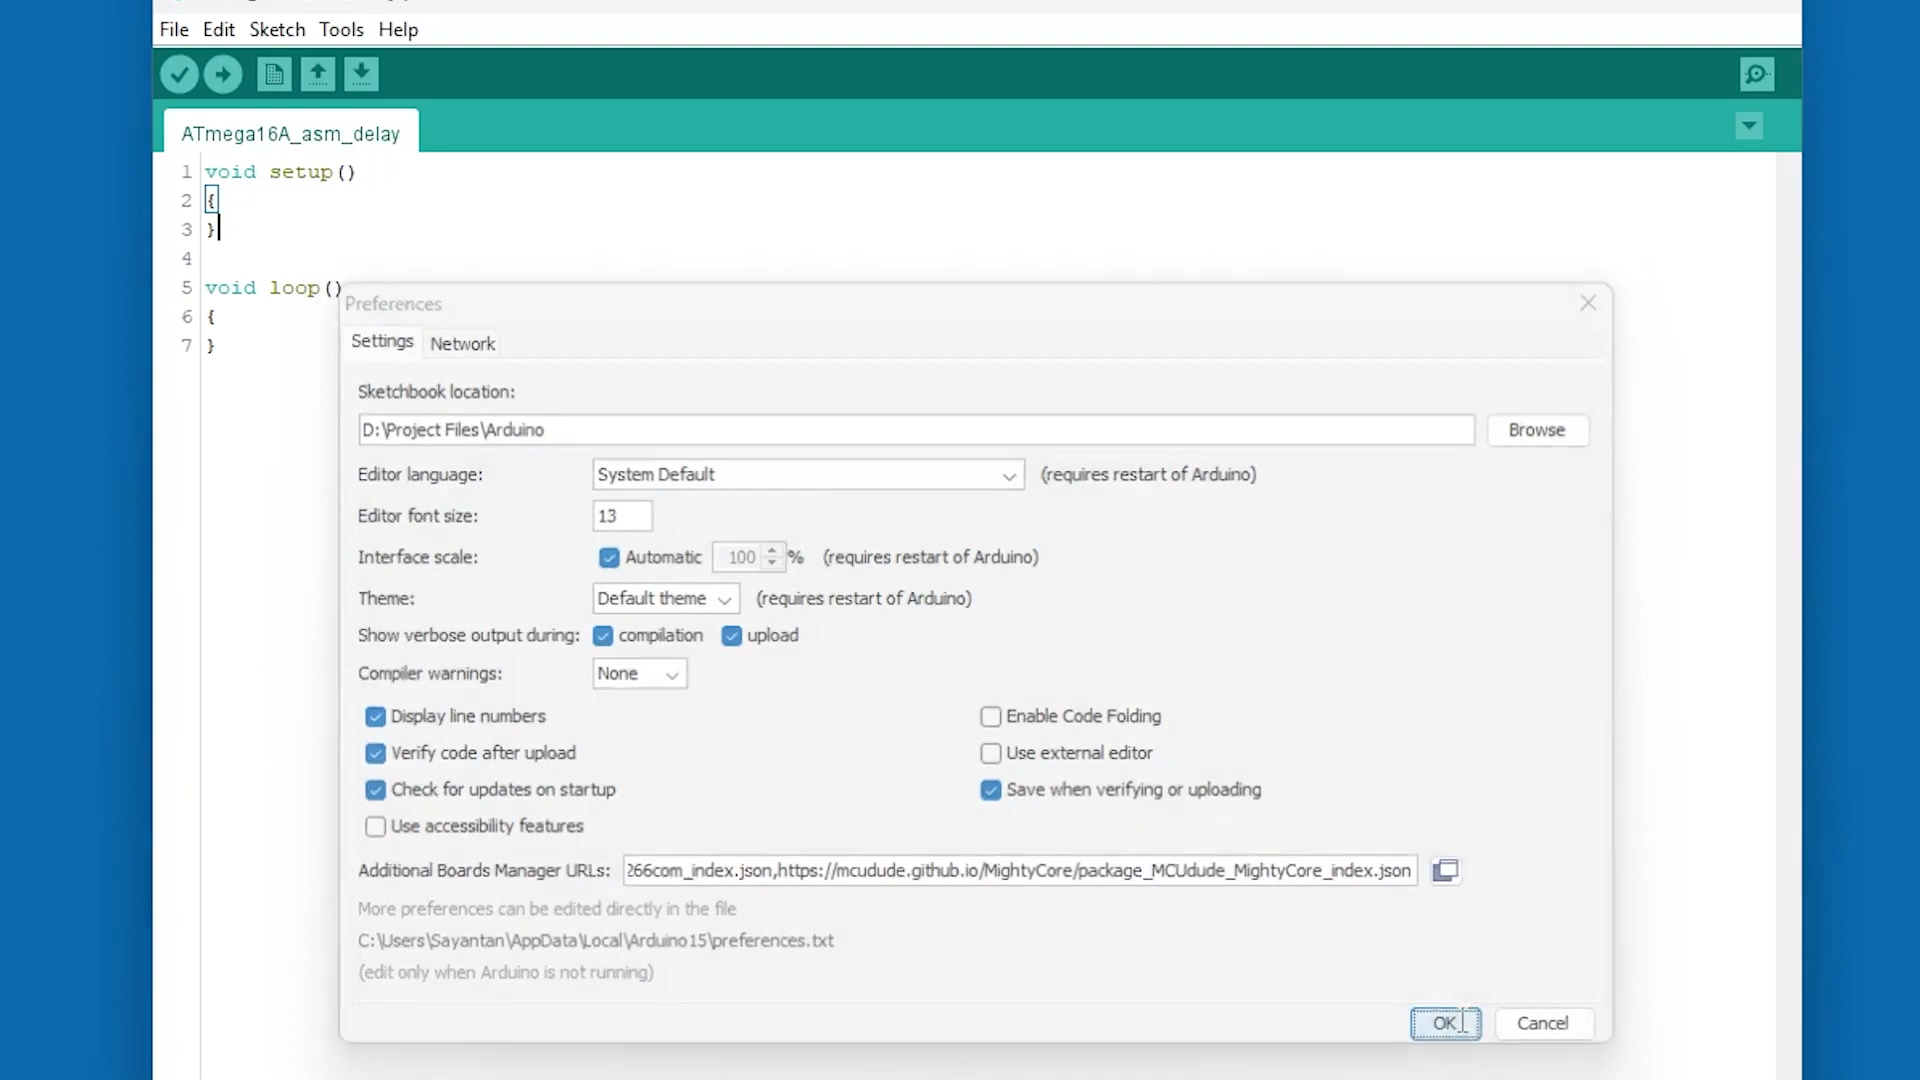 File Edit Sketch Tools Help
ATmega16A_asm_delay
1 void setup()
2 {
3 }
4
5 void loop()
6 {
7 }
Preferences
Settings Network
Sketchbook location:
D:\Project Files\Arduino Browse
Editor language: System Default (requires restart of Arduino)
Editor font size: 13
Interface scale: Automatic 100 % (requires restart of Arduino)
Theme: Default theme (requires restart of Arduino)
Show verbose output during: compilation upload
Compiler warnings: None
Display line numbers Enable Code Folding
Verify code after upload Use external editor
Check for updates on startup Save when verifying or uploading
Use accessibility features
Additional Boards Manager URLs: 266com_index.json,https://mcudude.github.io/MightyCore/package_MCUdude_MightyCore_index.json
More preferences can be edited directly in the file
C:\Users\Sayantan\AppData\Local\Arduino15\preferences.txt
(edit only when Arduino is not running)
OK Cancel